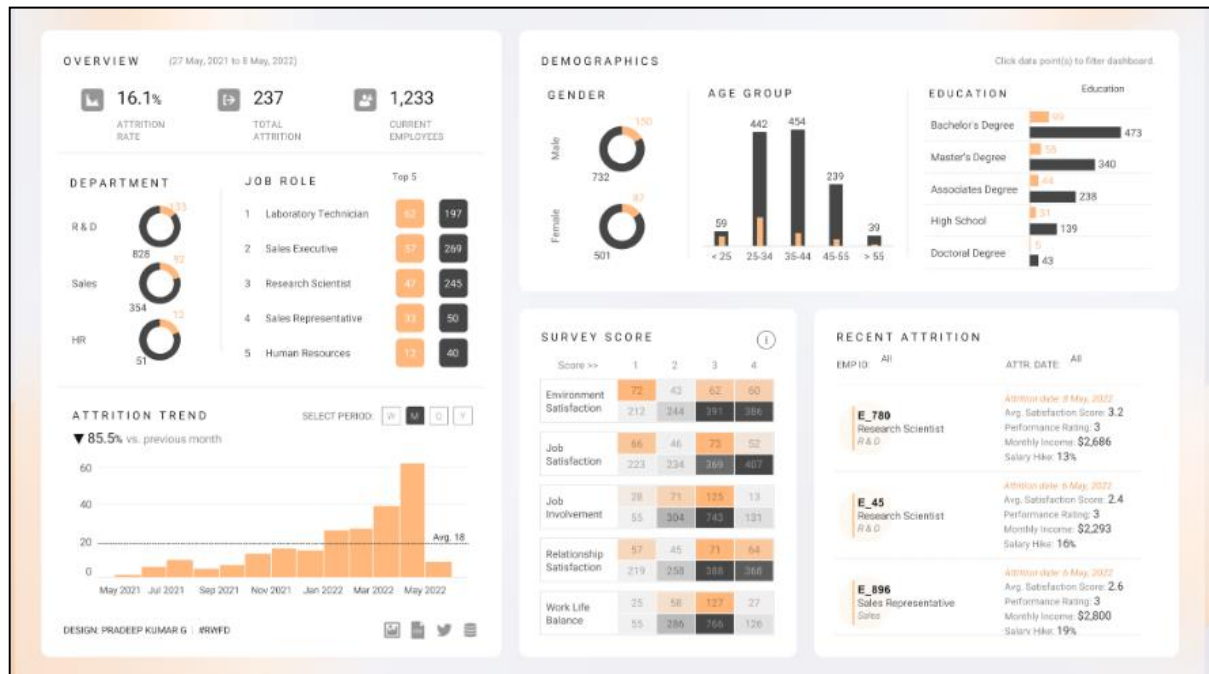 OVERVIEW (27 May, 2021 to 8 May, 2022)
16.1% 237 1,233
ATTRITION RATE TOTAL ATTRITION CURRENT EMPLOYEES
DEPARTMENT
R & D
133
828
Sales
92
354
HR
12
51
JOB ROLE Top 5
1 Laboratory Technician 62 197
2 Sales Executive 57 269
3 Research Scientist 47 245
4 Sales Representative 33 50
5 Human Resources 12 40
ATTRITION TREND SELECT PERIOD: W M Q Y
▼ 85.5% vs. previous month
60
40
20
0
Avg. 18
May 2021 Jul 2021 Sep 2021 Nov 2021 Jan 2022 Mar 2022 May 2022
DESIGN: PRADEEP KUMAR G | #RWFD
DEMOGRAPHICS Click data point(s) to filter dashboard.
GENDER
Male
150
732
Female
87
501
AGE GROUP
59 442 454 239 39
< 25 25-34 35-44 45-55 > 55
EDUCATION Education
Bachelor's Degree 99 473
Master's Degree 58 340
Associates Degree 44 238
High School 31 139
Doctoral Degree 5 43
SURVEY SCORE
Score >> 1 2 3 4
Environment Satisfaction
72 43 62 60
212 244 391 386
Job Satisfaction
66 46 73 52
223 234 369 407
Job Involvement
28 71 125 13
55 304 743 131
Relationship Satisfaction
57 45 71 64
219 258 388 368
Work Life Balance
25 58 127 27
55 286 766 126
RECENT ATTRITION
EMP ID: All ATTR. DATE: All
E_780
Research Scientist
R & D
Attrition date: 8 May, 2022
Avg. Satisfaction Score: 3.2
Performance Rating: 3
Monthly Income: $2,686
Salary Hike: 13%
E_45
Research Scientist
R & D
Attrition date: 6 May, 2022
Avg. Satisfaction Score: 2.4
Performance Rating: 3
Monthly Income: $2,293
Salary Hike: 16%
E_896
Sales Representative
Sales
Attrition date: 6 May, 2022
Avg. Satisfaction Score: 2.6
Performance Rating: 3
Monthly Income: $2,800
Salary Hike: 19%